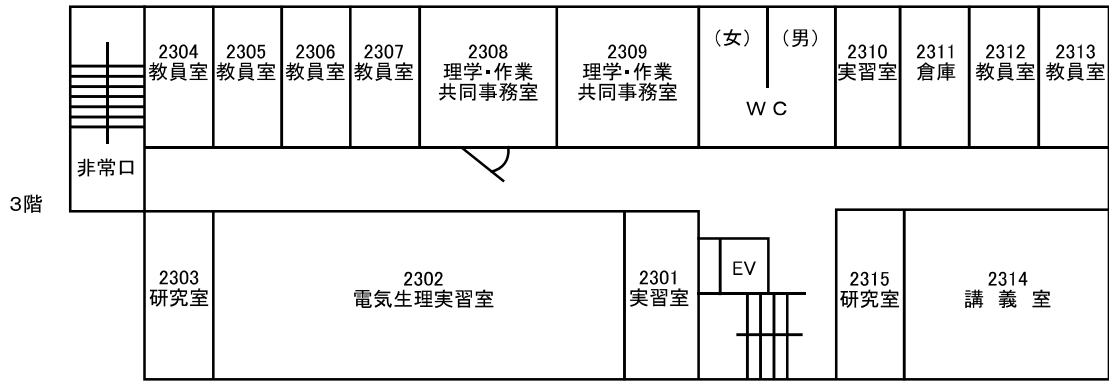 2304
教員室
2305
教員室
2306
教員室
2307
教員室
2308
理学・作業
共同事務室
2309
理学・作業
共同事務室
（女）
（男）
ＷＣ
2310
実習室
2311
倉庫
2312
教員室
2313
教員室
非常口
３階
2303
研究室
2302
電気生理実習室
2301
実習室
EV
2315
研究室
2314
講 義 室